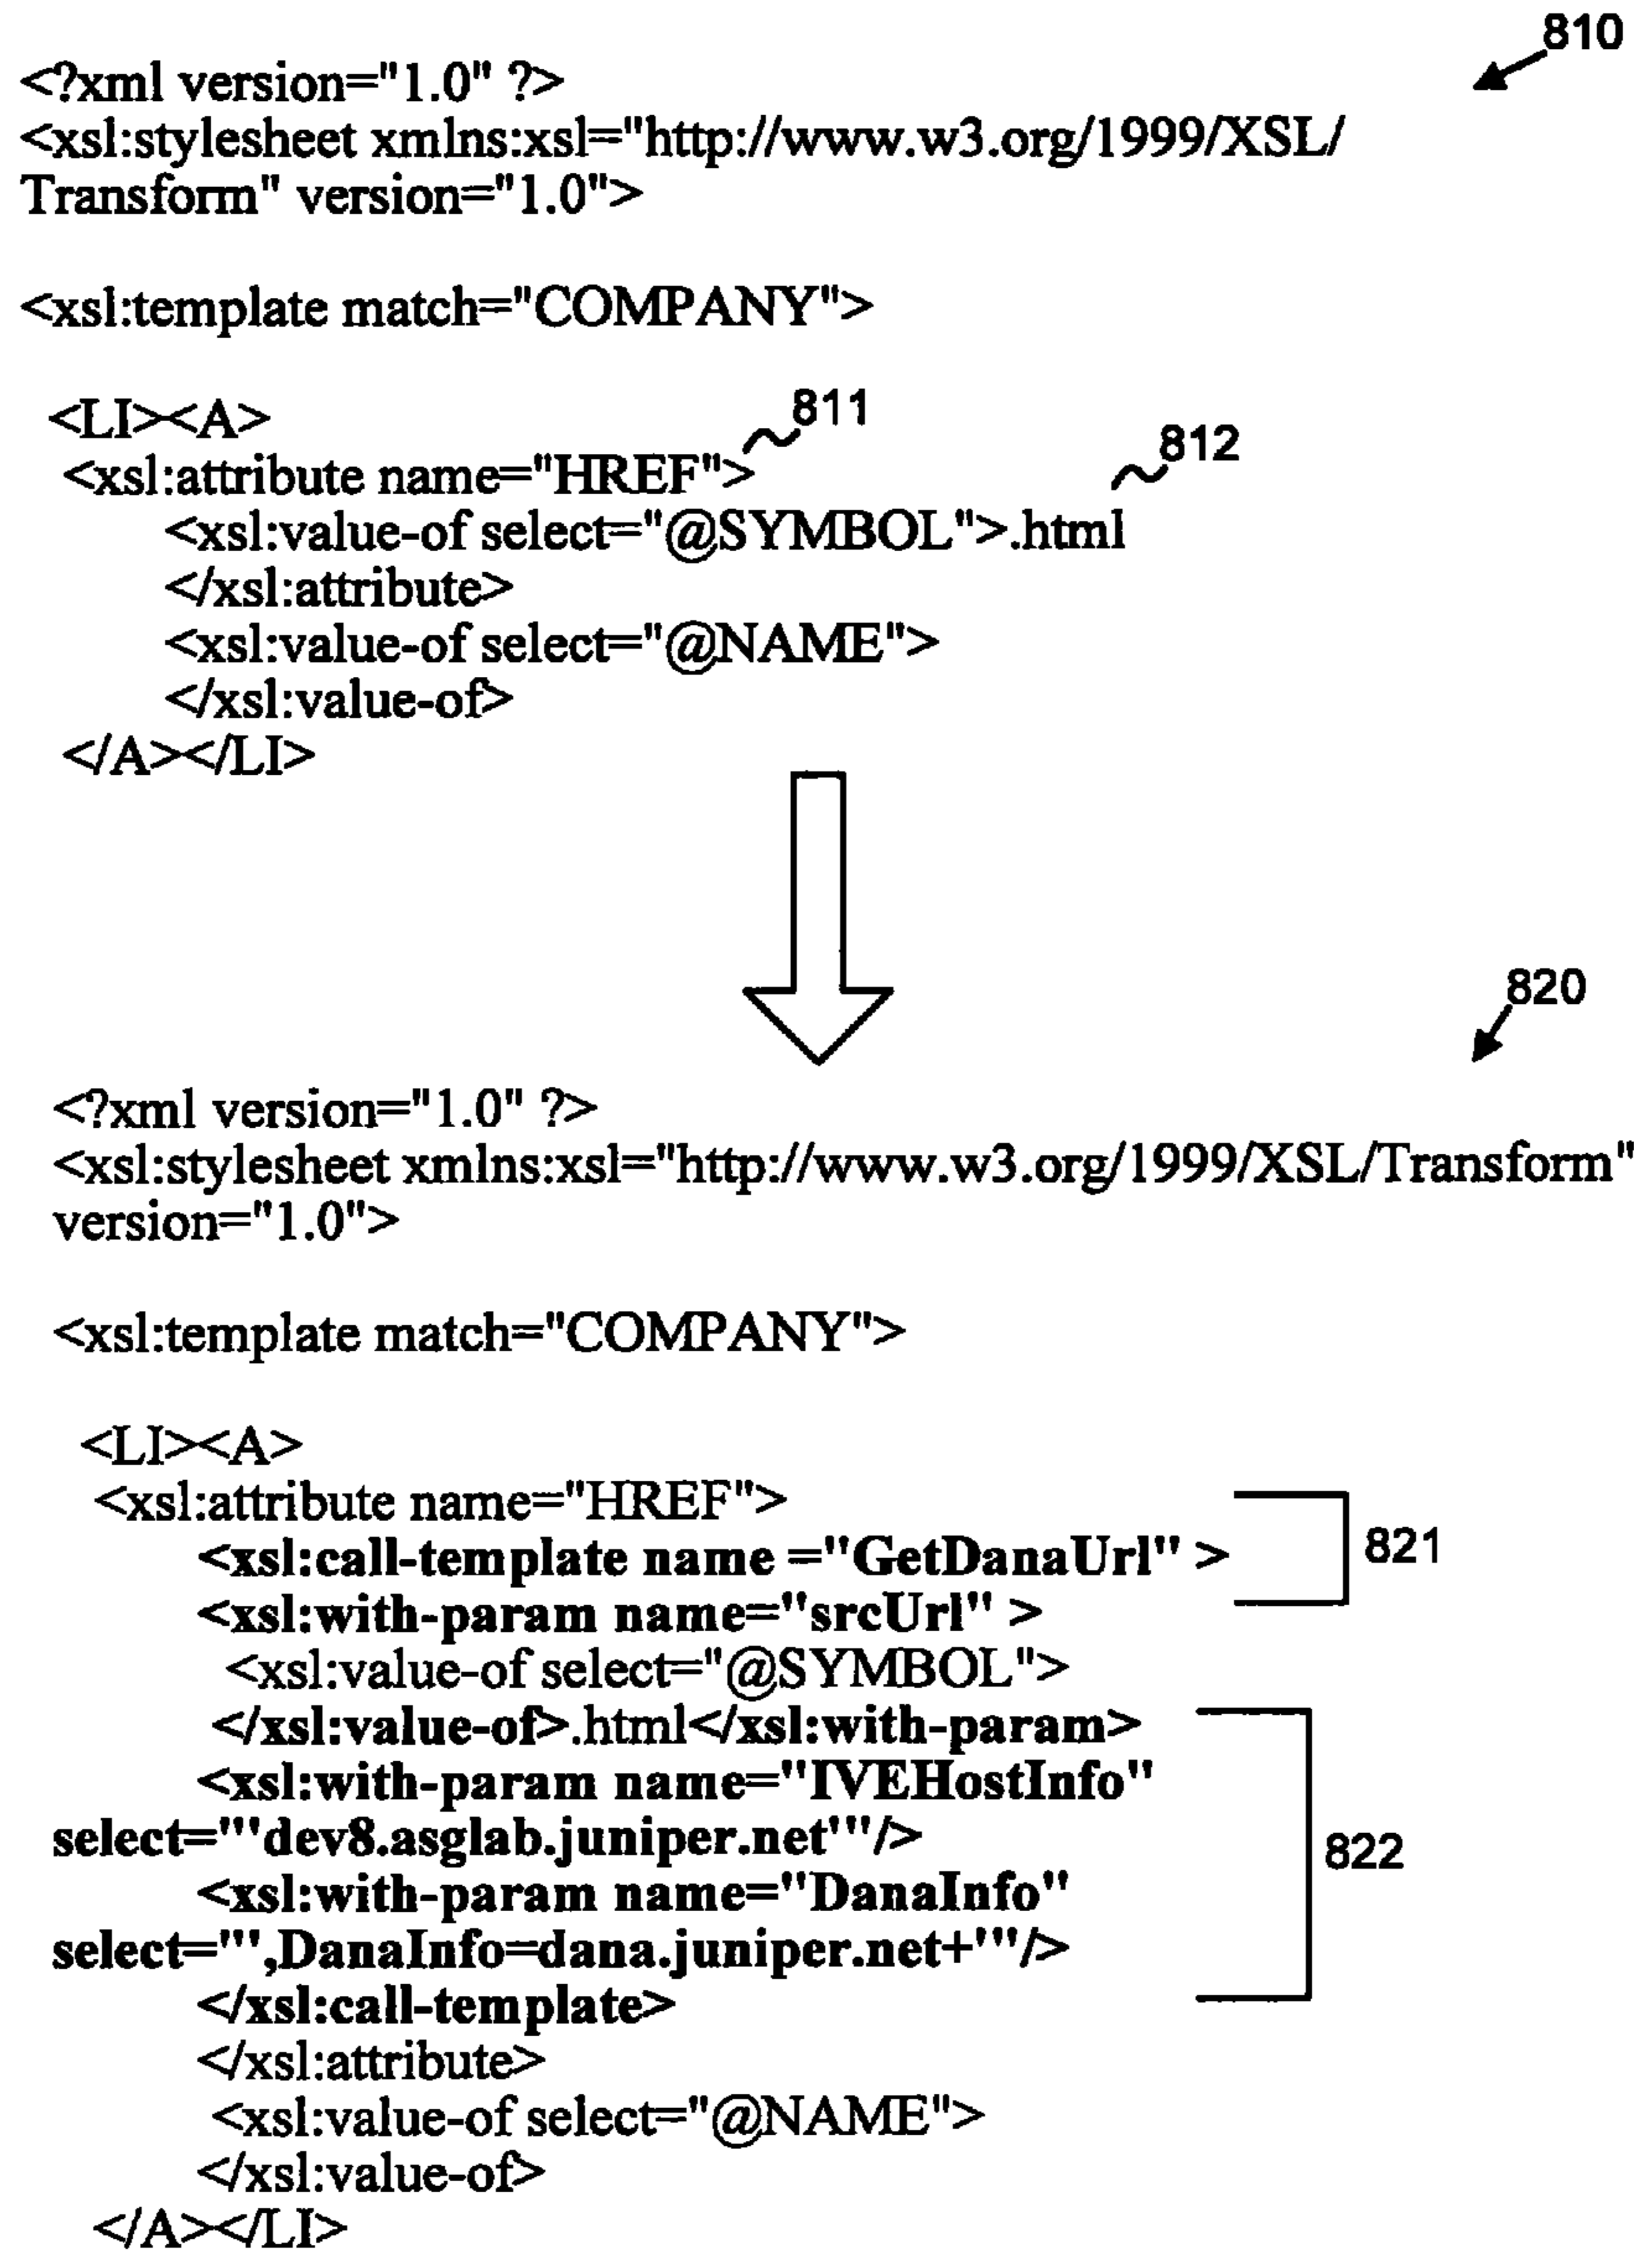 810
<?xml version="1.0" ?>
<xsl:stylesheet xmlns:xsl="http://www.w3.org/1999/XSL/
Transform" version="1.0">
<xsl:template match="COMPANY">
<LI><A>
811
<xsl:attribute name="HREF">
812
<xsl:value-of select="@SYMBOL">.html
</xsl:attribute>
<xsl:value-of select="@NAME">
</xsl:value-of>
</A></LI>
820
<?xml version="1.0" ?>
<xsl:stylesheet xmlns:xsl="http://www.w3.org/1999/XSL/Transform"
version="1.0">
<xsl:template match="COMPANY">
<LI><A>
<xsl:attribute name="HREF">
<xsl:call-template name ="GetDanaUrl" >
821
<xsl:with-param name="srcUrl" >
<xsl:value-of select="@SYMBOL">
</xsl:value-of>.html</xsl:with-param>
<xsl:with-param name="IVEHostInfo"
select="'dev8.asglab.juniper.net'"/>
822
<xsl:with-param name="DanaInfo"
select="',DanaInfo=dana.juniper.net+'"/>
</xsl:call-template>
</xsl:attribute>
<xsl:value-of select="@NAME">
</xsl:value-of>
</A></LI>